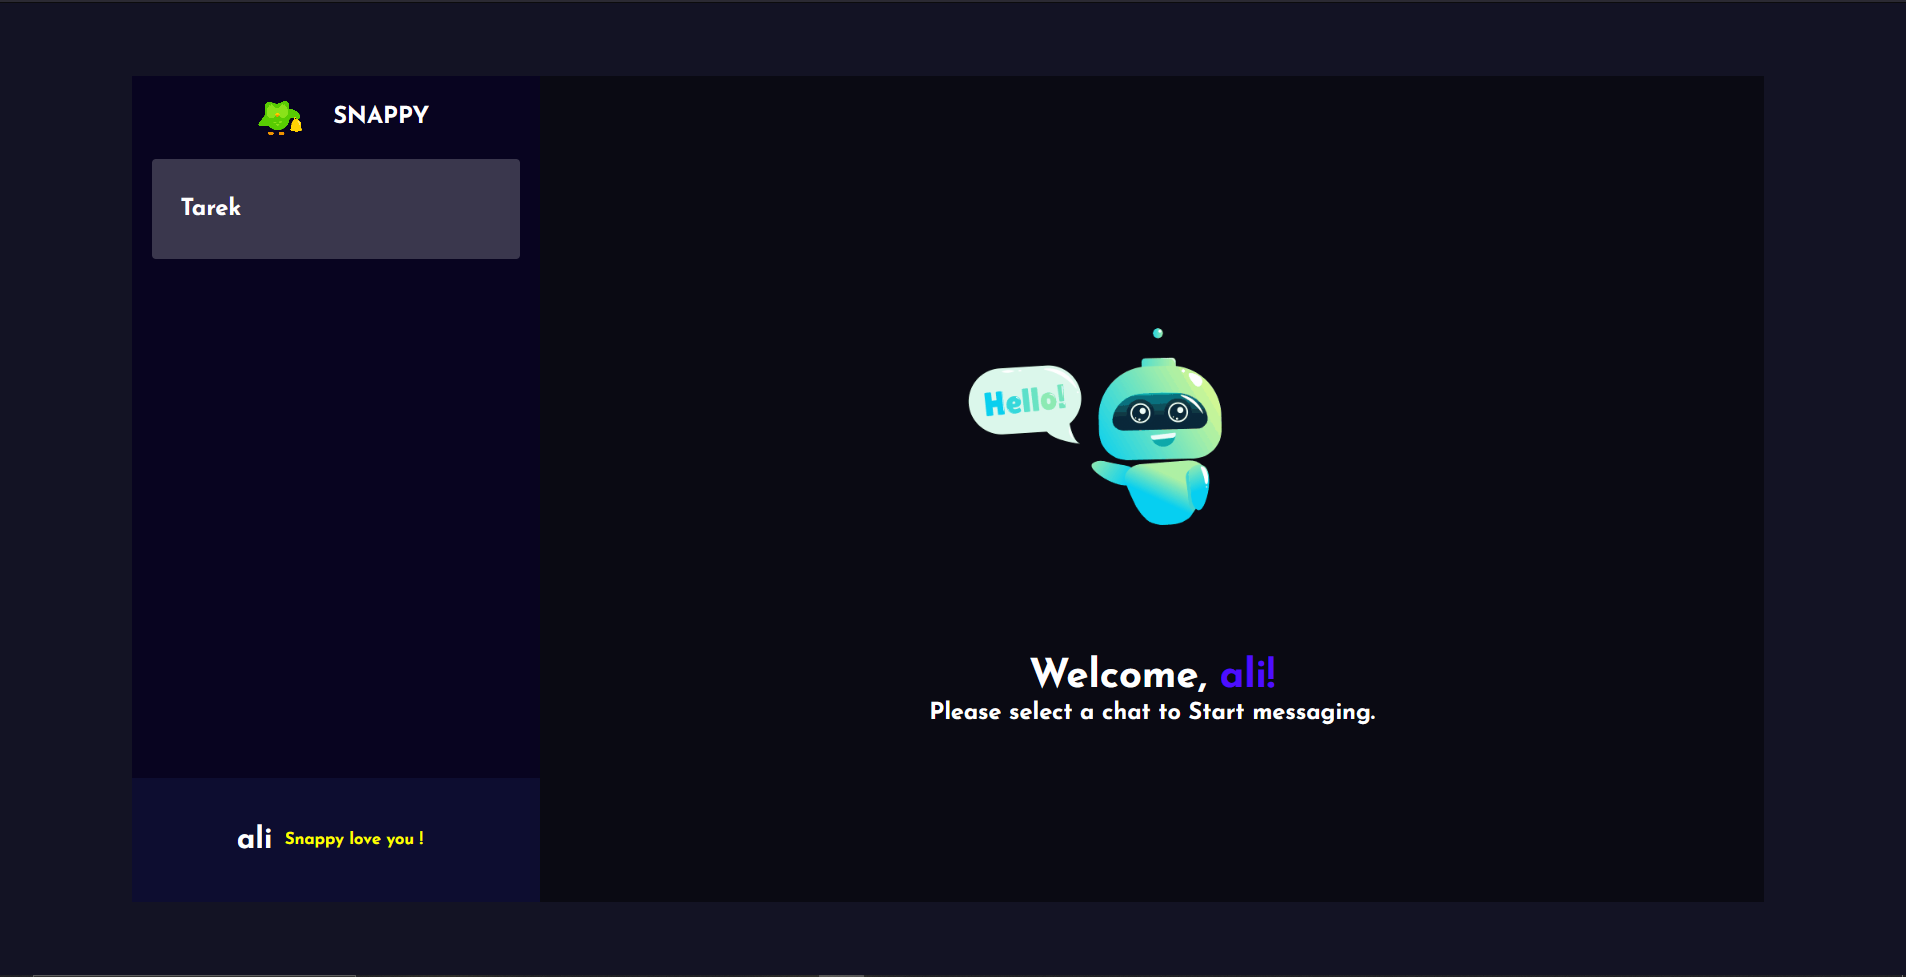 SNAPPY
Tarek
Hello!
Welcome, ali!
Please select a chat to Start messaging.
ali Snappy love you !